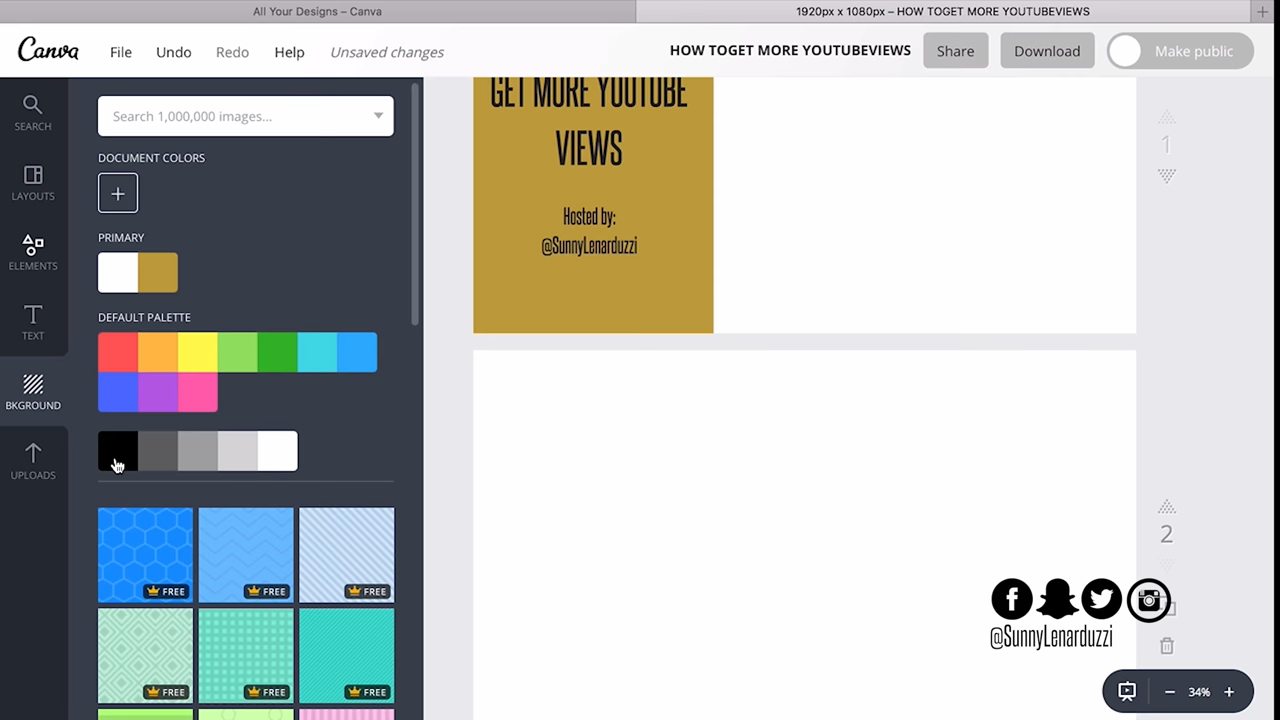 All Your Designs – Canva
1920px x 1080px – HOW TOGET MORE YOUTUBEVIEWS
Canva
File
Undo
Redo
Help
Unsaved changes
HOW TOGET MORE YOUTUBEVIEWS
Share
Download
Make public
SEARCH
LAYOUTS
ELEMENTS
TEXT
BKGROUND
UPLOADS
Search 1,000,000 images...
DOCUMENT COLORS
PRIMARY
DEFAULT PALETTE
FREE
FREE
FREE
FREE
FREE
FREE
GET MORE YOUTUBE
VIEWS
Hosted by:
@SunnyLenarduzzi
1
2
@SunnyLenarduzzi
34%